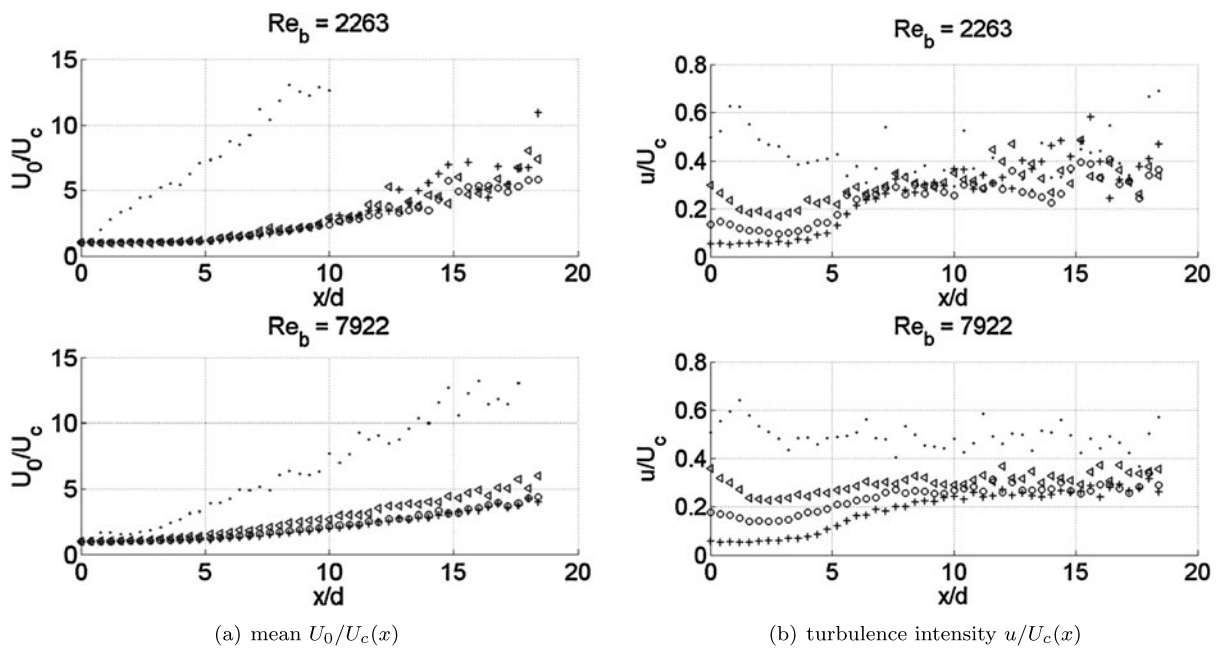 Re_b = 2263
15
10
5
0
U_0/U_c
0 5 10 15 20
x/d
Re_b = 7922
15
10
5
0
U_0/U_c
0 5 10 15 20
x/d
(a) mean U_0/U_c(x)
Re_b = 2263
0.8
0.6
0.4
0.2
0
u/U_c
0 5 10 15 20
x/d
Re_b = 7922
0.8
0.6
0.4
0.2
0
u/U_c
0 5 10 15 20
x/d
(b) turbulence intensity u/U_c(x)